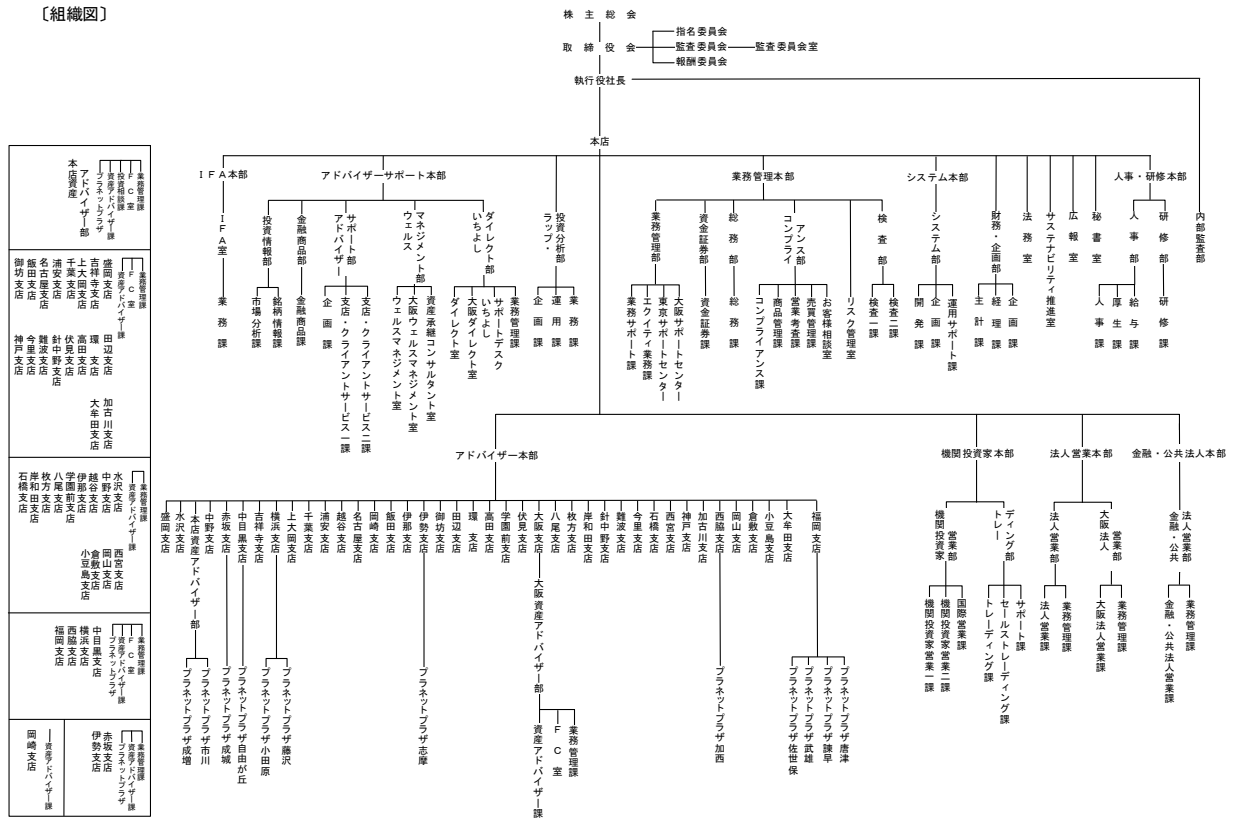 〔組織図〕
株主総会
取締役会
指名委員会
監査委員会
監査委員会室
報酬委員会
執行役社長
本店
IFA本部
アドバイザーサポート本部
業務管理本部
システム本部
人事・研修本部
IFA室
業務課
投資情報部
市場分析課
銘柄情報課
金融商品部
金融商品課
アドバイザー
サポート部
企画課
支店・クライアントサービス一課
支店・クライアントサービス二課
ウェルス
マネジメント部
ウェルスマネジメント室
大阪ウェルスマネジメント室
資産承継コンサルタント室
いちよし
ダイレクト部
ダイレクト室
大阪ダイレクト室
いちよし
サポートデスク
業務管理課
ラップ・
投資分析部
企画課
運用課
業務課
業務管理部
業務サポート課
エクイティ業務課
東京サポートセンター
大阪サポートセンター
資金証券部
資金証券課
総務部
総務課
コンプライ
アンス部
コンプライアンス課
商品管理課
営業考査課
売買管理課
お客様相談室
リスク管理室
検査部
検査一課
検査二課
システム部
開発課
企画課
運用サポート課
財務・企画部
主計課
経理課
企画課
法務室
サステナビリティ推進室
広報室
秘書室
人事部
人事課
厚生課
給与課
研修部
研修課
内部監査部
アドバイザー本部
機関投資家本部
法人営業本部
金融・公共法人本部
盛岡支店
水沢支店
本店資産アドバイザー部
プラネットプラザ成増
プラネットプラザ市川
中野支店
赤坂支店
プラネットプラザ成城
中目黒支店
プラネットプラザ自由が丘
吉祥寺支店
横浜支店
プラネットプラザ小田原
プラネットプラザ藤沢
上大岡支店
千葉支店
浦安支店
越谷支店
名古屋支店
岡崎支店
飯田支店
伊那支店
伊勢支店
プラネットプラザ志摩
御坊支店
田辺支店
環支店
高田支店
学園前支店
伏見支店
大阪支店
大阪資産アドバイザー部
資産アドバイザー課
FC室
業務管理課
八尾支店
枚方支店
岸和田支店
針中野支店
難波支店
今里支店
石橋支店
西宮支店
神戸支店
加古川支店
西脇支店
プラネットプラザ加西
岡山支店
倉敷支店
小豆島支店
大牟田支店
福岡支店
プラネットプラザ佐世保
プラネットプラザ武雄
プラネットプラザ諫早
プラネットプラザ唐津
機関投資家
営業部
機関投資家営業一課
機関投資家営業二課
国際営業課
トレー
ディング部
トレーディング課
セールストレーディング課
サポート課
法人営業部
法人営業課
業務管理課
大阪法人
営業部
大阪法人営業課
業務管理課
金融・公共
法人営業部
金融・公共法人営業課
業務管理課
本店資産
アドバイザー部
業務管理課
FC室
投資相談課
資産アドバイザー課
プラネットプラザ
業務管理課
FC室
資産アドバイザー課
盛岡支店
吉祥寺支店
上大岡支店
千葉支店
浦安支店
名古屋支店
飯田支店
御坊支店
田辺支店
環支店
高田支店
伏見支店
針中野支店
難波支店
今里支店
神戸支店
加古川支店
大牟田支店
業務管理課
資産アドバイザー課
水沢支店
中野支店
越谷支店
伊那支店
学園前支店
八尾支店
枚方支店
岸和田支店
石橋支店
西宮支店
岡山支店
倉敷支店
小豆島支店
業務管理課
FC室
資産アドバイザー課
プラネットプラザ
中目黒支店
横浜支店
西脇支店
福岡支店
業務管理課
資産アドバイザー課
プラネットプラザ
赤坂支店
伊勢支店
資産アドバイザー課
岡崎支店